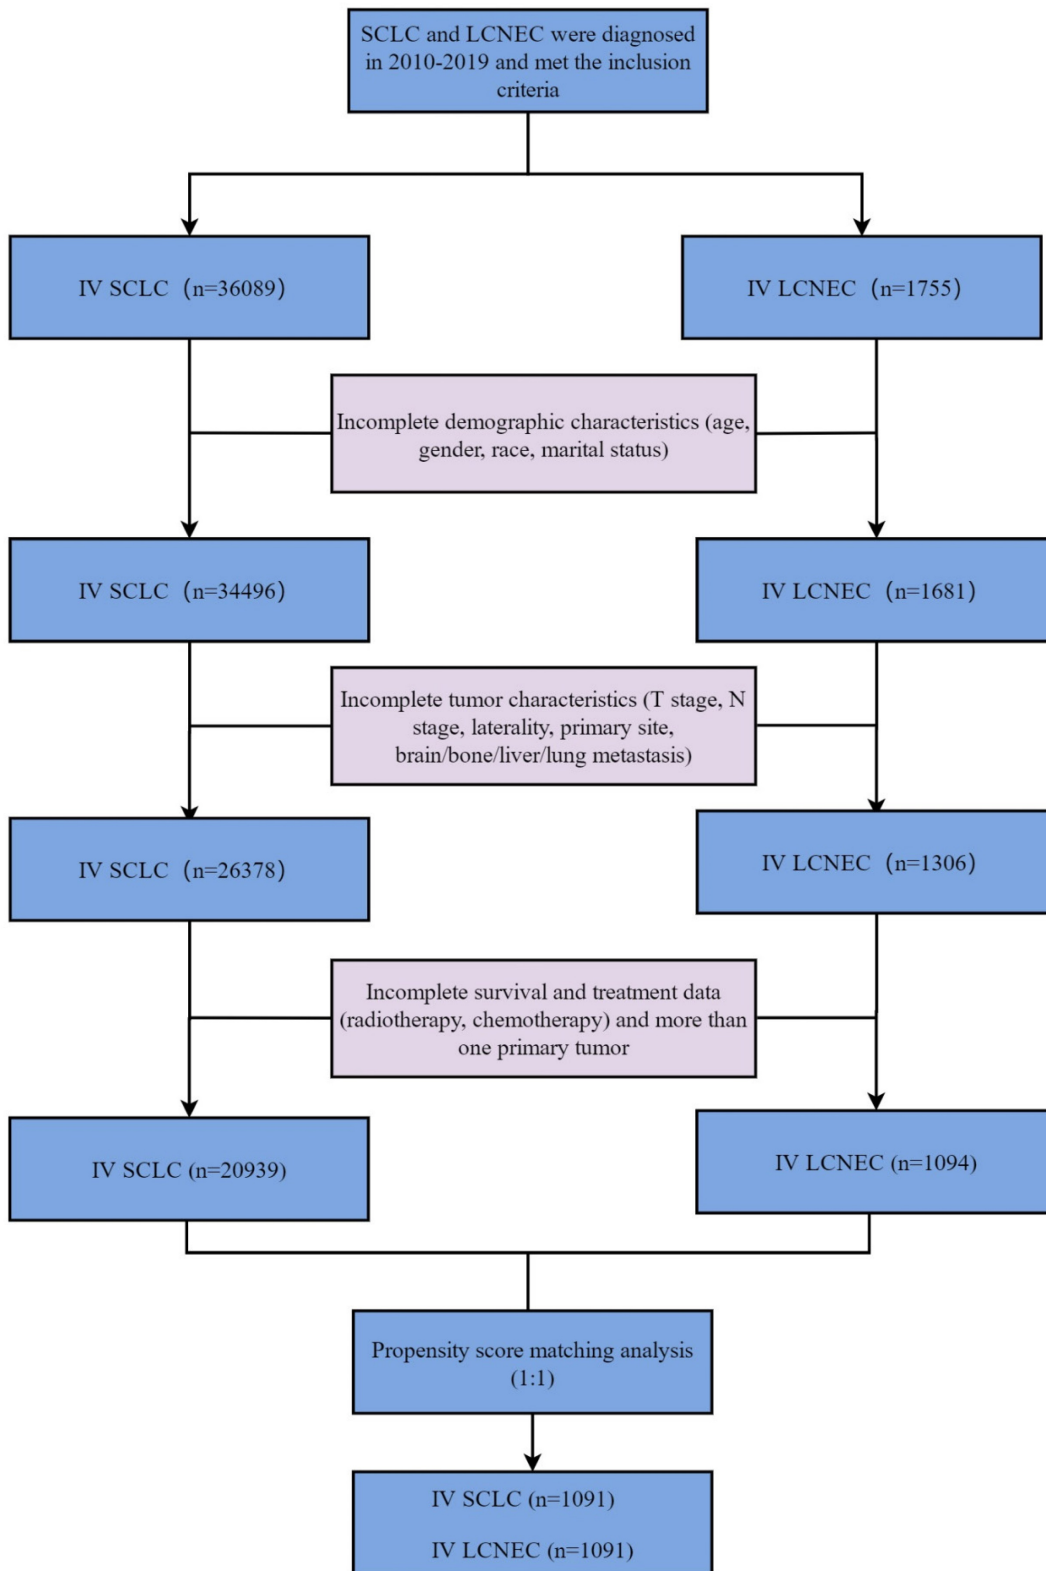 SCLC and LCNEC were diagnosed
in 2010-2019 and met the inclusion
criteria
IV SCLC（n=36089）
IV LCNEC（n=1755）
Incomplete demographic characteristics (age,
gender, race, marital status)
IV SCLC（n=34496）
IV LCNEC（n=1681）
Incomplete tumor characteristics (T stage, N
stage, laterality, primary site,
brain/bone/liver/lung metastasis)
IV SCLC（n=26378）
IV LCNEC（n=1306）
Incomplete survival and treatment data
(radiotherapy, chemotherapy) and more than
one primary tumor
IV SCLC (n=20939)
IV LCNEC (n=1094)
Propensity score matching analysis
(1:1)
IV SCLC (n=1091)
IV LCNEC (n=1091)